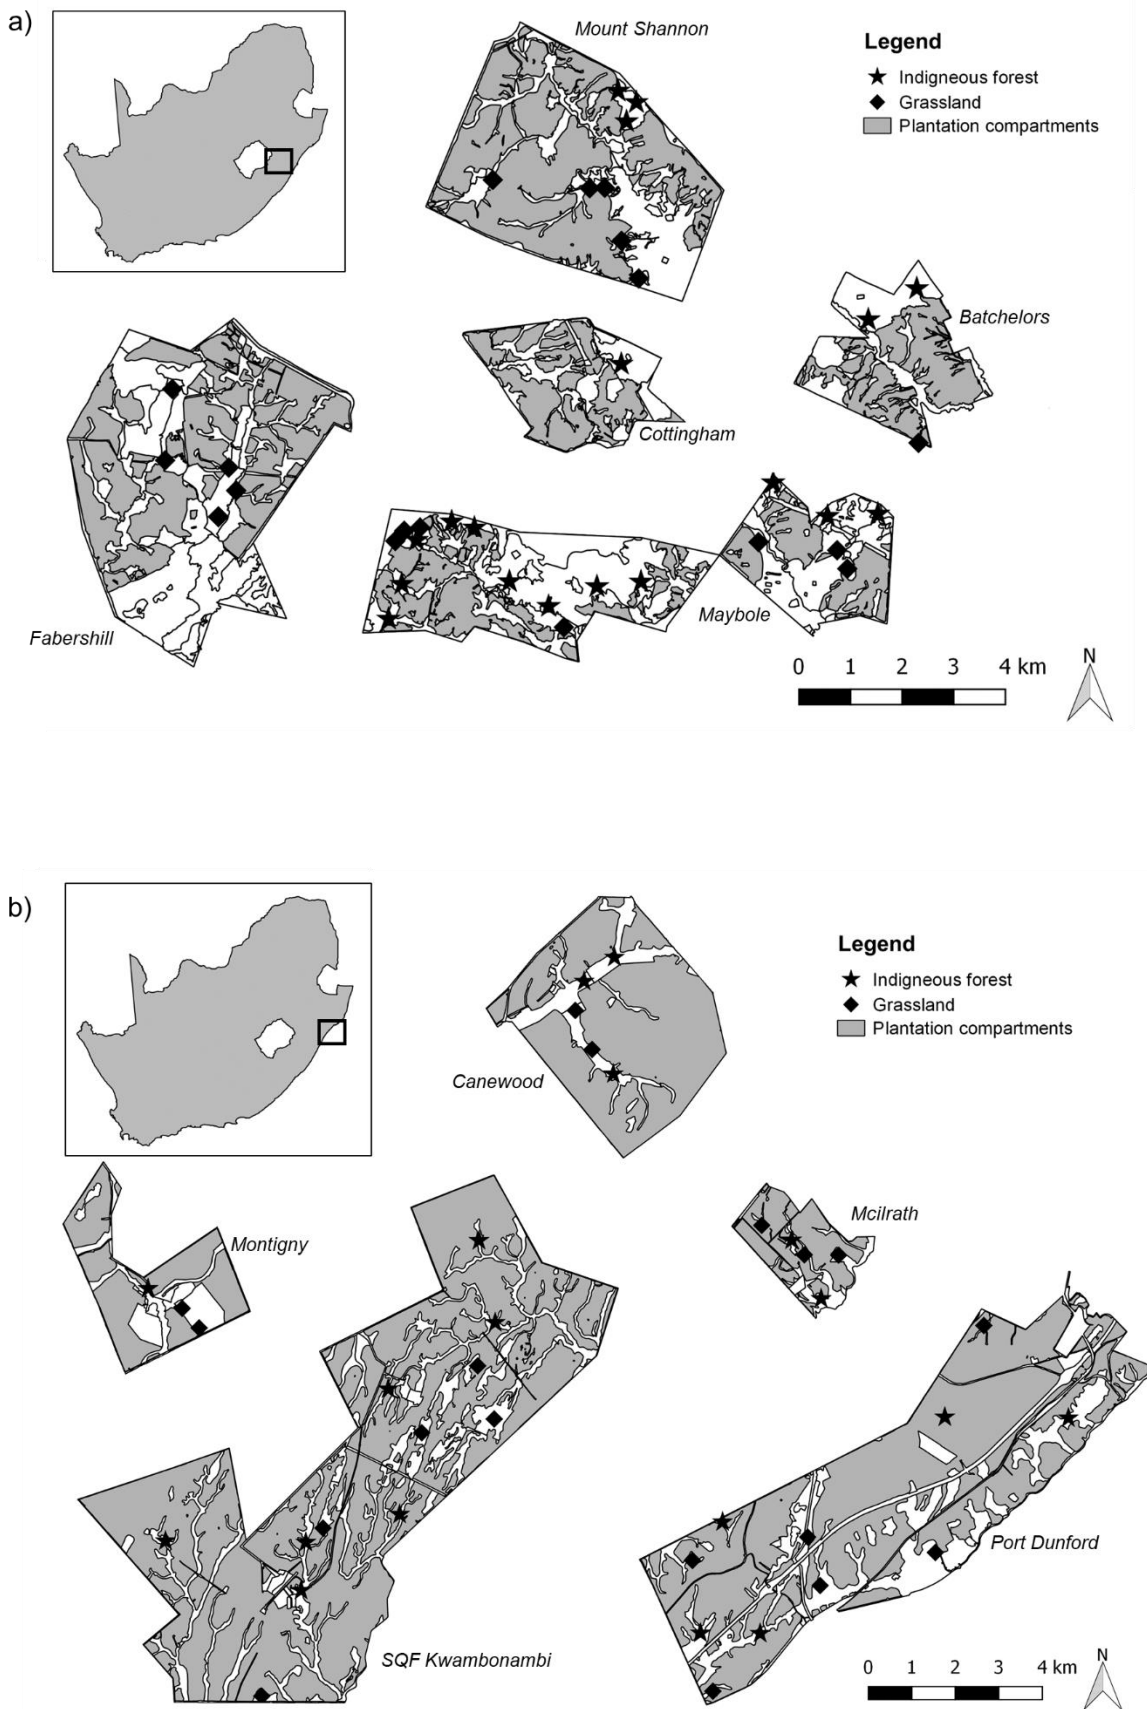 a)
Mount Shannon
Legend
Indigneous forest
Grassland
Plantation compartments
Batchelors
Cottingham
Fabershill
Maybole
0 1 2 3 4 km
N
b)
Legend
Indigneous forest
Grassland
Plantation compartments
Canewood
Montigny
Mcilrath
Port Dunford
SQF Kwambonambi
0 1 2 3 4 km
N